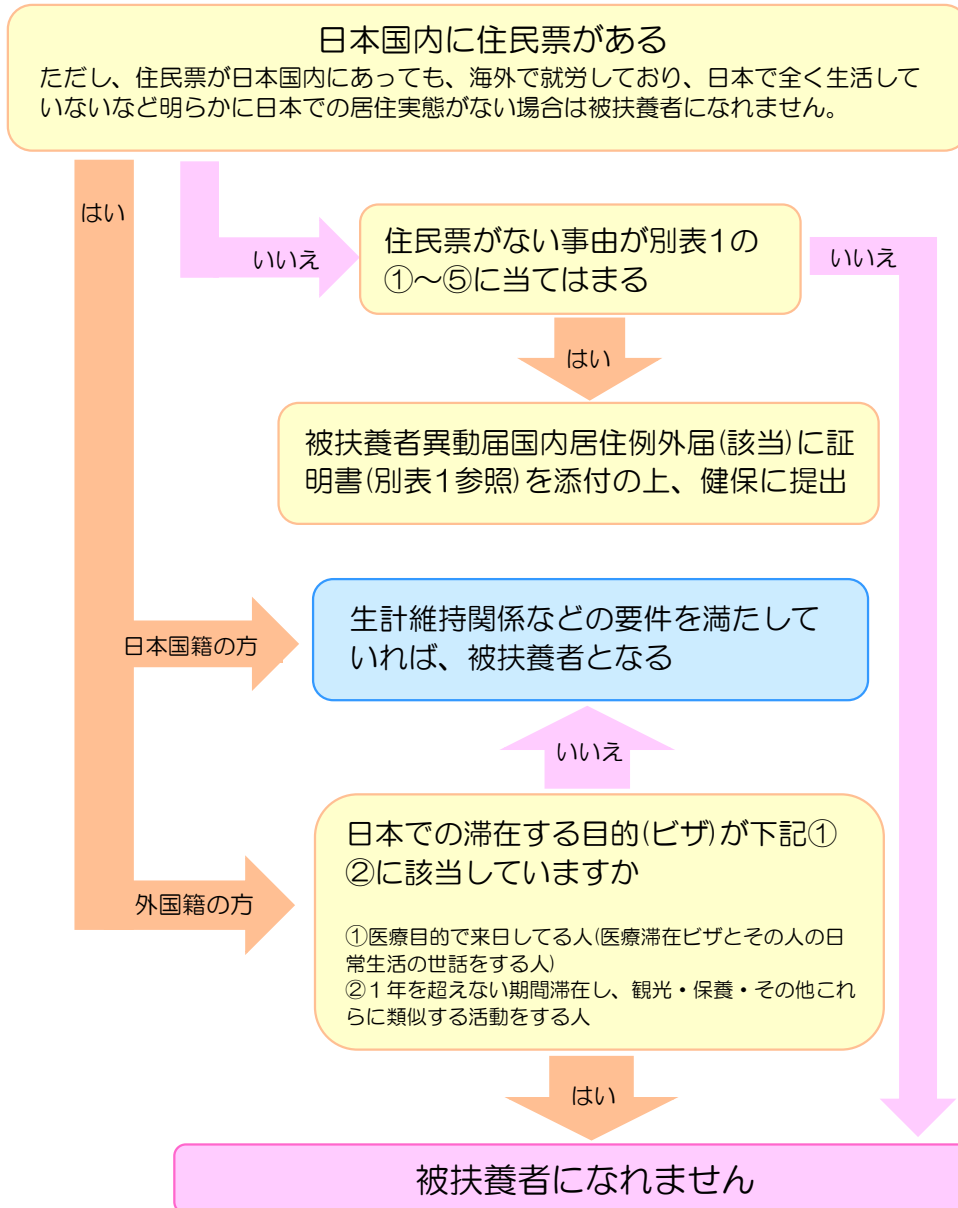 日本国内に住民票がある
ただし、住民票が日本国内にあっても、海外で就労しており、日本で全く生活して
いないなど明らかに日本での居住実態がない場合は被扶養者になれません。
はい
いいえ
住民票がない事由が別表1の
①～⑤に当てはまる
いいえ
はい
被扶養者異動届国内居住例外届(該当)に証
明書(別表1参照)を添付の上、健保に提出
日本国籍の方
生計維持関係などの要件を満たして
いれば、被扶養者となる
いいえ
外国籍の方
日本での滞在する目的(ビザ)が下記①
②に該当していますか
①医療目的で来日してる人(医療滞在ビザとその人の日
常生活の世話をする人)
②１年を超えない期間滞在し、観光・保養・その他これ
らに類似する活動をする人
はい
被扶養者になれません